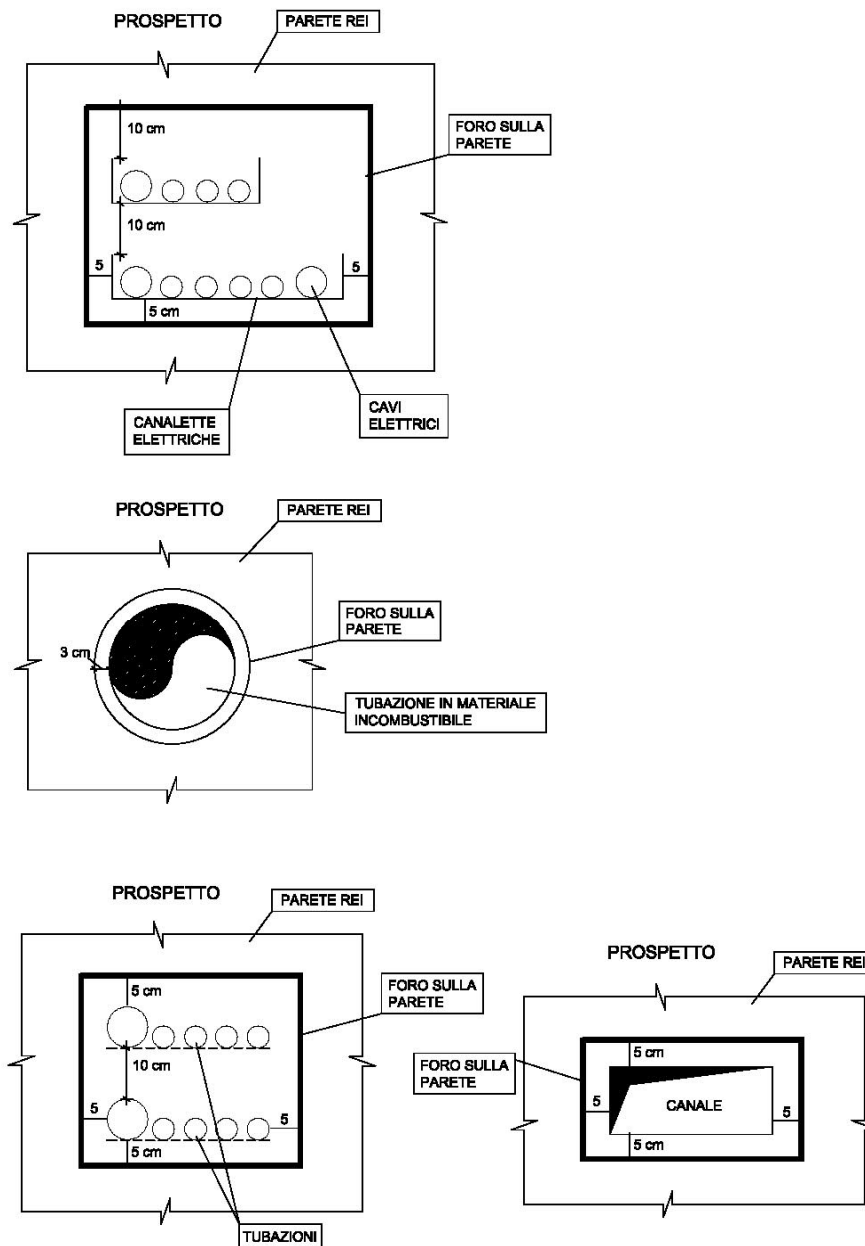 PROSPETTO
PARETE REI
10 cm
FORO SULLA
PARETE
10 cm
5
5
5 cm
CANALETTE
ELETTRICHE
CAVI
ELETTRICI
PROSPETTO
PARETE REI
FORO SULLA
PARETE
3 cm
TUBAZIONE IN MATERIALE
INCOMBUSTIBILE
PROSPETTO
PARETE REI
5 cm
FORO SULLA
PARETE
10 cm
5
5
5 cm
TUBAZIONI
PROSPETTO
PARETE REI
FORO SULLA
PARETE
5 cm
5
CANALE
5
5 cm